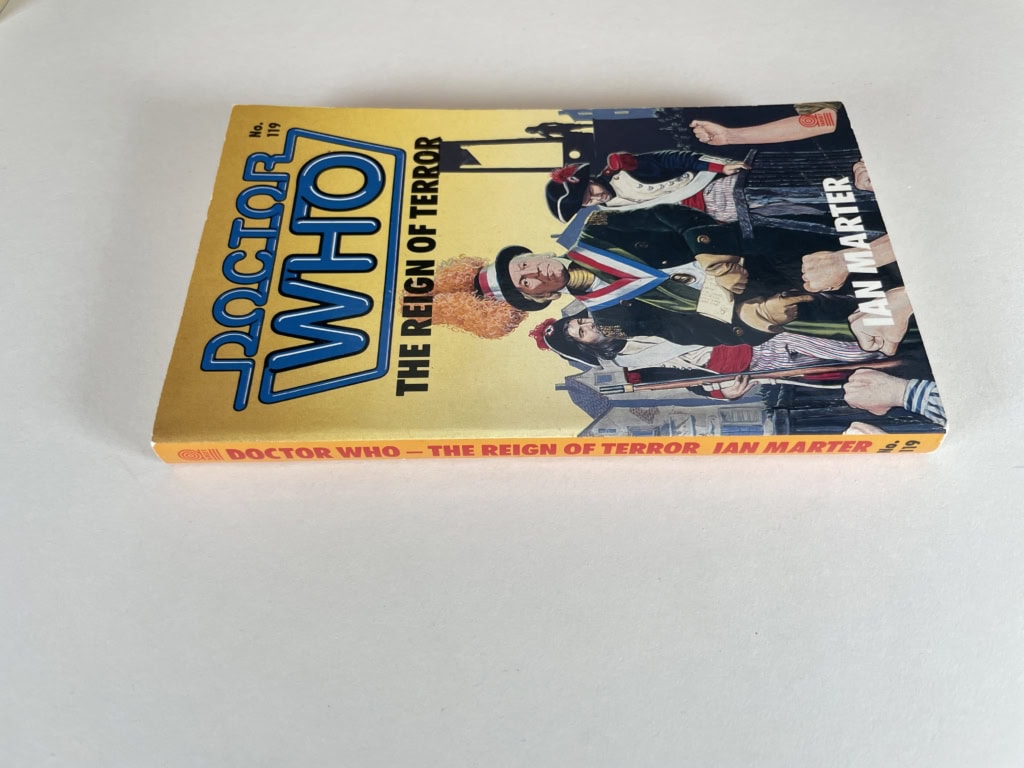 No.
119
DOCTOR
WHO
THE REIGN OF TERROR
IAN MARTER
DOCTOR WHO – THE REIGN OF TERROR IAN MARTER
No.
119